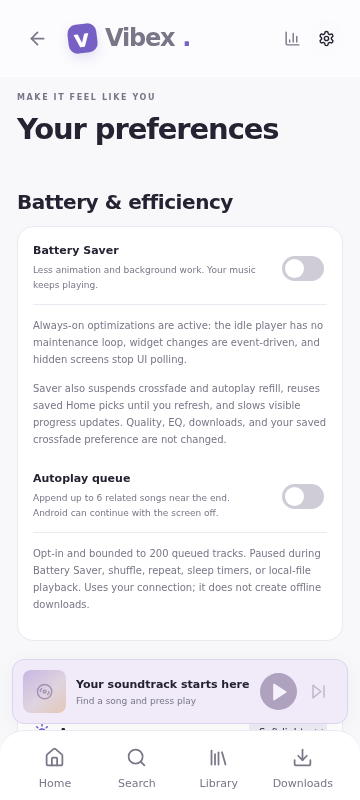 v Vibex .
MAKE IT FEEL LIKE YOU
Your preferences
Battery & efficiency
Battery Saver
Less animation and background work. Your music
keeps playing.
Always-on optimizations are active: the idle player has no
maintenance loop, widget changes are event-driven, and
hidden screens stop UI polling.
Saver also suspends crossfade and autoplay refill, reuses
saved Home picks until you refresh, and slows visible
progress updates. Quality, EQ, downloads, and your saved
crossfade preference are not changed.
Autoplay queue
Append up to 6 related songs near the end.
Android can continue with the screen off.
Opt-in and bounded to 200 queued tracks. Paused during
Battery Saver, shuffle, repeat, sleep timers, or local-file
playback. Uses your connection; it does not create offline
downloads.
Your soundtrack starts here
Find a song and press play
Home
Search
Library
Downloads